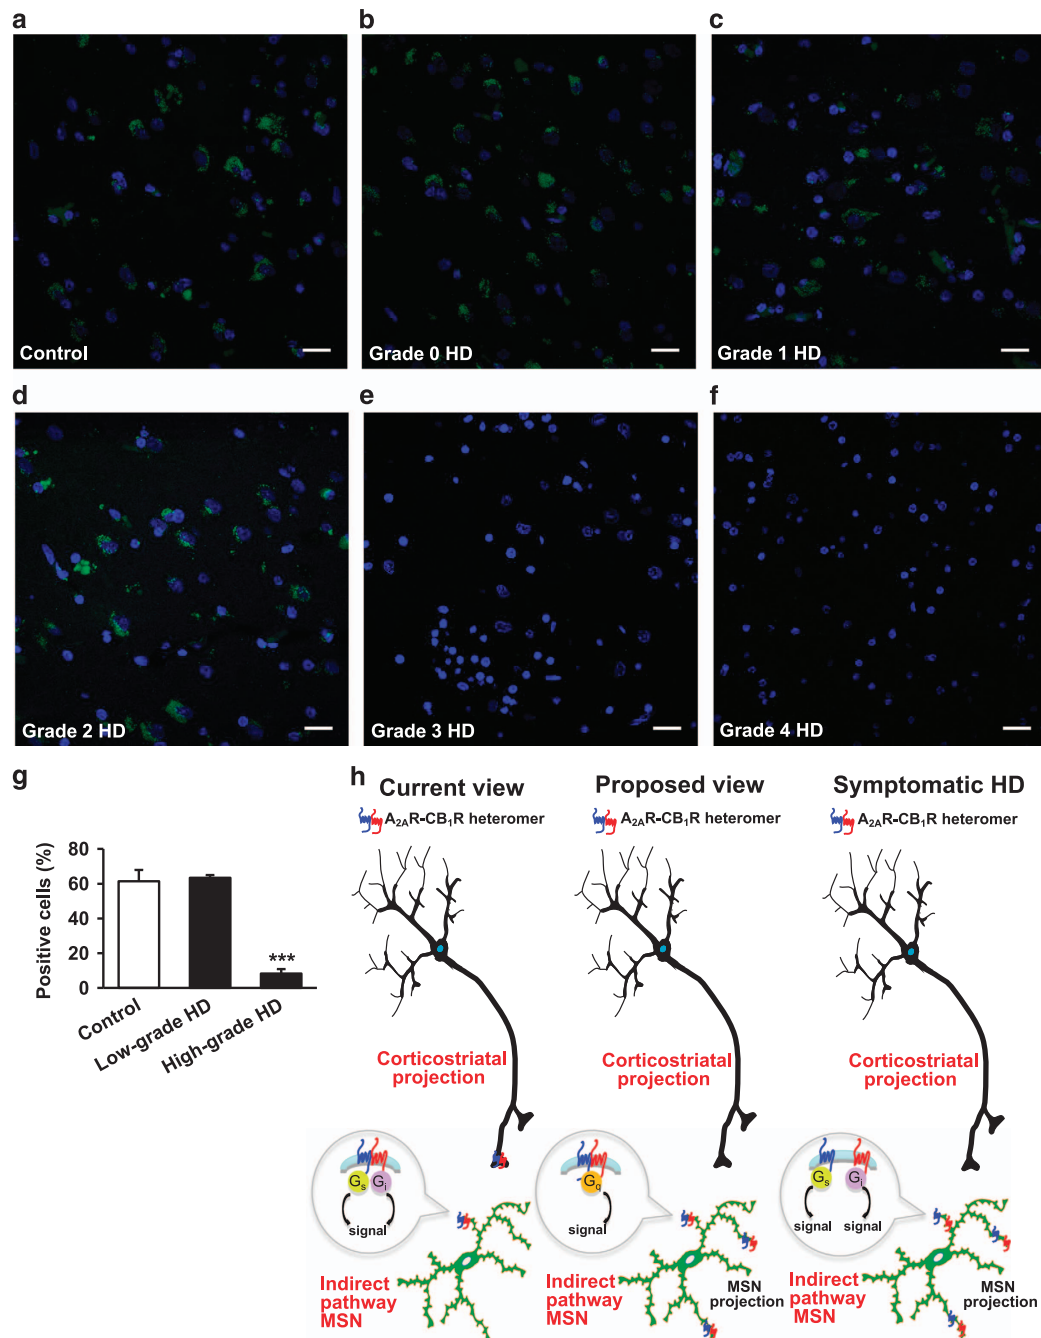 a
b
c
Control
Grade 0 HD
Grade 1 HD
d
e
f
Grade 2 HD
Grade 3 HD
Grade 4 HD
g
Positive cells (%)
80
60
40
20
0
***
Control
Low-grade HD
High-grade HD
h
Current view
Proposed view
Symptomatic HD
A2AR-CB1R heteromer
A2AR-CB1R heteromer
A2AR-CB1R heteromer
Corticostriatal
projection
Corticostriatal
projection
Corticostriatal
projection
Gs
Gi
signal
Gq
signal
Gs
Gi
signal
signal
Indirect
pathway
MSN
Indirect
pathway
MSN
MSN
projection
Indirect
pathway
MSN
MSN
projection